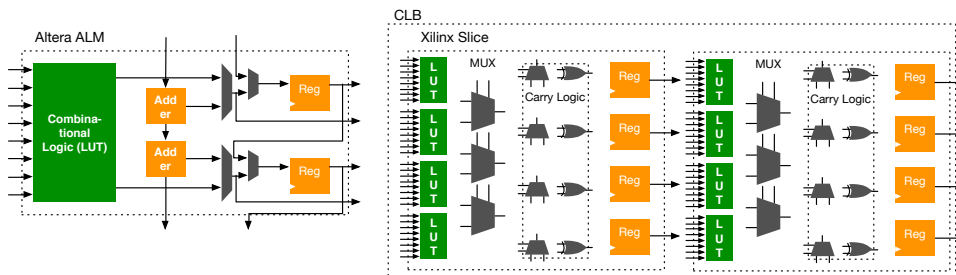 Altera ALM
Combina-
tional
Logic (LUT)
Add
er
Add
er
Reg
Reg
CLB
Xilinx Slice
L
U
T
L
U
T
L
U
T
L
U
T
MUX
Carry Logic
Reg
Reg
Reg
Reg
L
U
T
L
U
T
L
U
T
L
U
T
MUX
Carry Logic
Reg
Reg
Reg
Reg